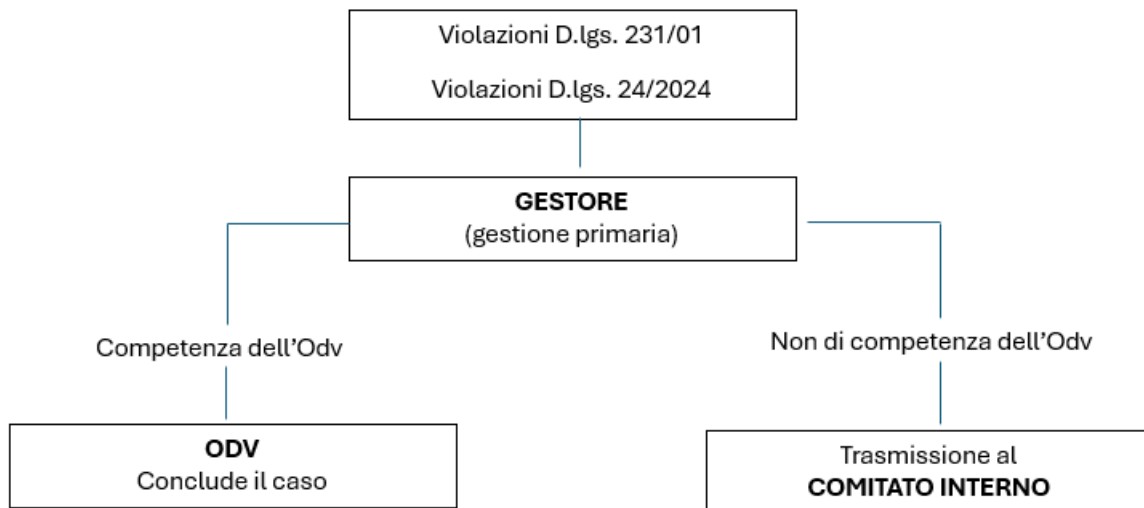 Violazioni D.lgs. 231/01
Violazioni D.lgs. 24/2024
GESTORE
(gestione primaria)
Competenza dell’Odv
Non di competenza dell’Odv
ODV
Conclude il caso
Trasmissione al
COMITATO INTERNO